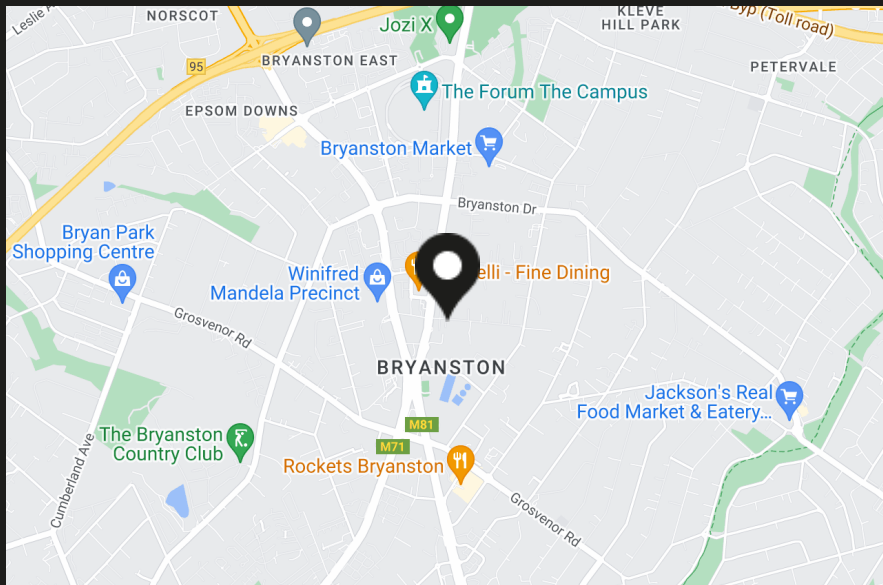 Leslie
NORSCOT
Jozi X
KLEVE
HILL PARK
Byp (Toll road)
95
BRYANSTON EAST
PETERVALE
The Forum The Campus
EPSOM DOWNS
Bryanston Market
Bryanston Dr
Bryan Park
Shopping Centre
Winifred
Mandela Precinct
elli - Fine Dining
Grosvenor Rd
BRYANSTON
Jackson's Real
Food Market & Eatery...
M81
M71
The Bryanston
Country Club
Rockets Bryanston
Cumberland Ave
Grosvenor Rd